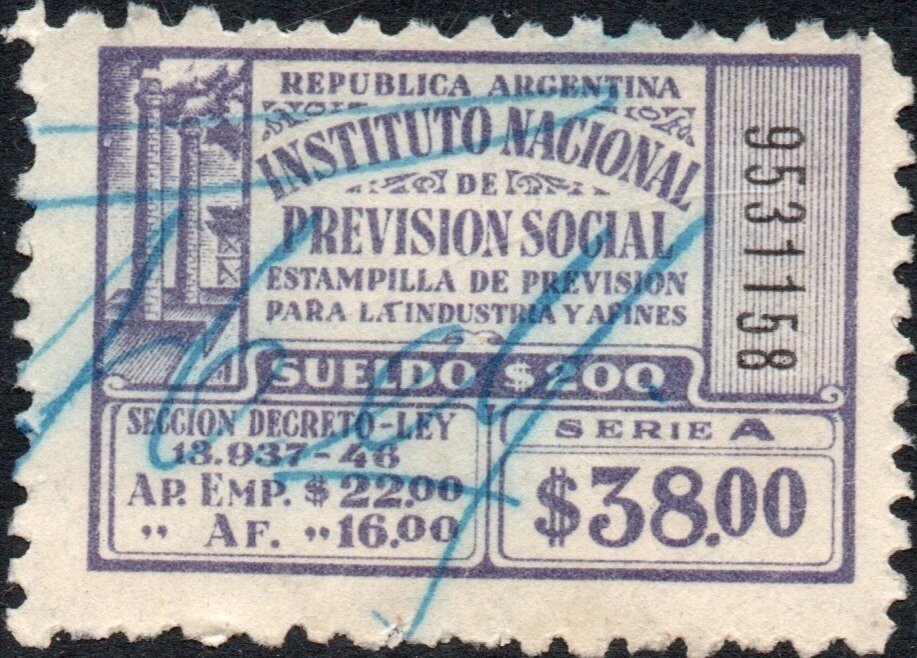 REPUBLICA ARGENTINA
INSTITUTO NACIONAL
DE
PREVISION SOCIAL
ESTAMPILLA DE PREVISION
PARA LA INDUSTRIA Y AFINES
SUELDO $ 200
9531158
SECCION DECRETO-LEY
13.937-46
AP. EMP. $ 22.00
„ AF. „ 16.00
SERIE A
$38.00